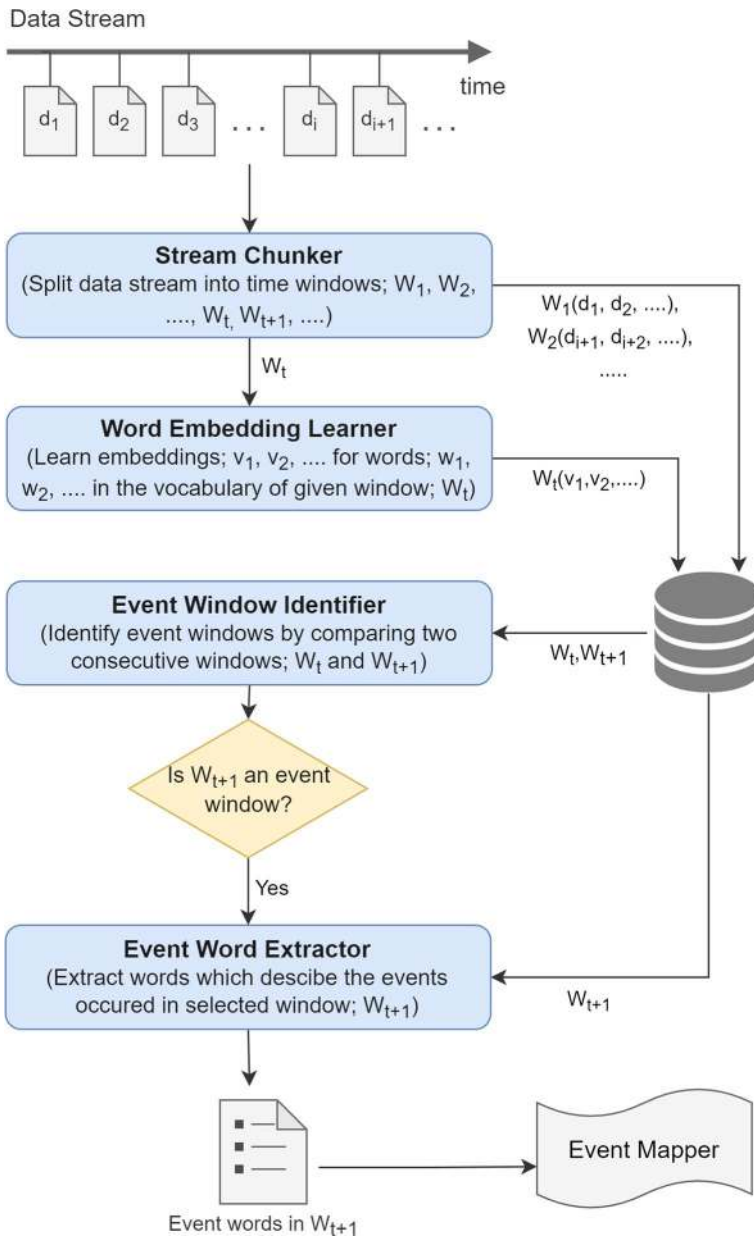 Data Stream
time
d₁ d₂ d₃ ... dᵢ dᵢ₊₁ ...
Stream Chunker
(Split data stream into time windows; W₁, W₂,
...., Wₜ, Wₜ₊₁, ....)
W₁(d₁, d₂, ....),
W₂(dᵢ₊₁, dᵢ₊₂, ....),
.....
Wₜ
Word Embedding Learner
(Learn embeddings; v₁, v₂, .... for words; w₁,
w₂, .... in the vocabulary of given window; Wₜ)
Wₜ(v₁,v₂,....)
Event Window Identifier
(Identify event windows by comparing two
consecutive windows; Wₜ and Wₜ₊₁)
Wₜ,Wₜ₊₁
Is Wₜ₊₁ an event
window?
Yes
Event Word Extractor
(Extract words which descibe the events
occured in selected window; Wₜ₊₁)
Wₜ₊₁
Event Mapper
Event words in Wₜ₊₁